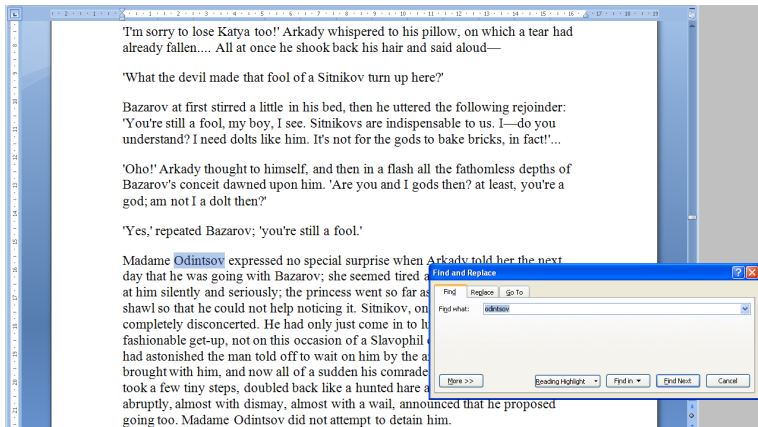 'I'm sorry to lose Katya too!' Arkady whispered to his pillow, on which a tear had
already fallen.... All at once he shook back his hair and said aloud—
'What the devil made that fool of a Sitnikov turn up here?'
Bazarov at first stirred a little in his bed, then he uttered the following rejoinder:
'You're still a fool, my boy, I see. Sitnikovs are indispensable to us. I—do you
understand? I need dolts like him. It's not for the gods to bake bricks, in fact!'...
'Oho!' Arkady thought to himself, and then in a flash all the fathomless depths of
Bazarov's conceit dawned upon him. 'Are you and I gods then? at least, you're a
god; am not I a dolt then?'
'Yes,' repeated Bazarov; 'you're still a fool.'
Madame Odintsov expressed no special surprise when Arkady told her the next
day that he was going with Bazarov; she seemed tired
at him silently and seriously; the princess went so far as
shawl so that he could not help noticing it. Sitnikov, on
completely disconcerted. He had only just come in to
fashionable get-up, not on this occasion of a Slavophil
had astonished the man told off to wait on him by the
brought with him, and now all of a sudden his comrade
took a few tiny steps, doubled back like a hunted hare
abruptly, almost with dismay, almost with a wail, announced that he proposed
going too. Madame Odintsov did not attempt to detain him.
Find and Replace
Find Replace Go To
Find what: odintsov
More >> Reading Highlight Find in Find Next Cancel